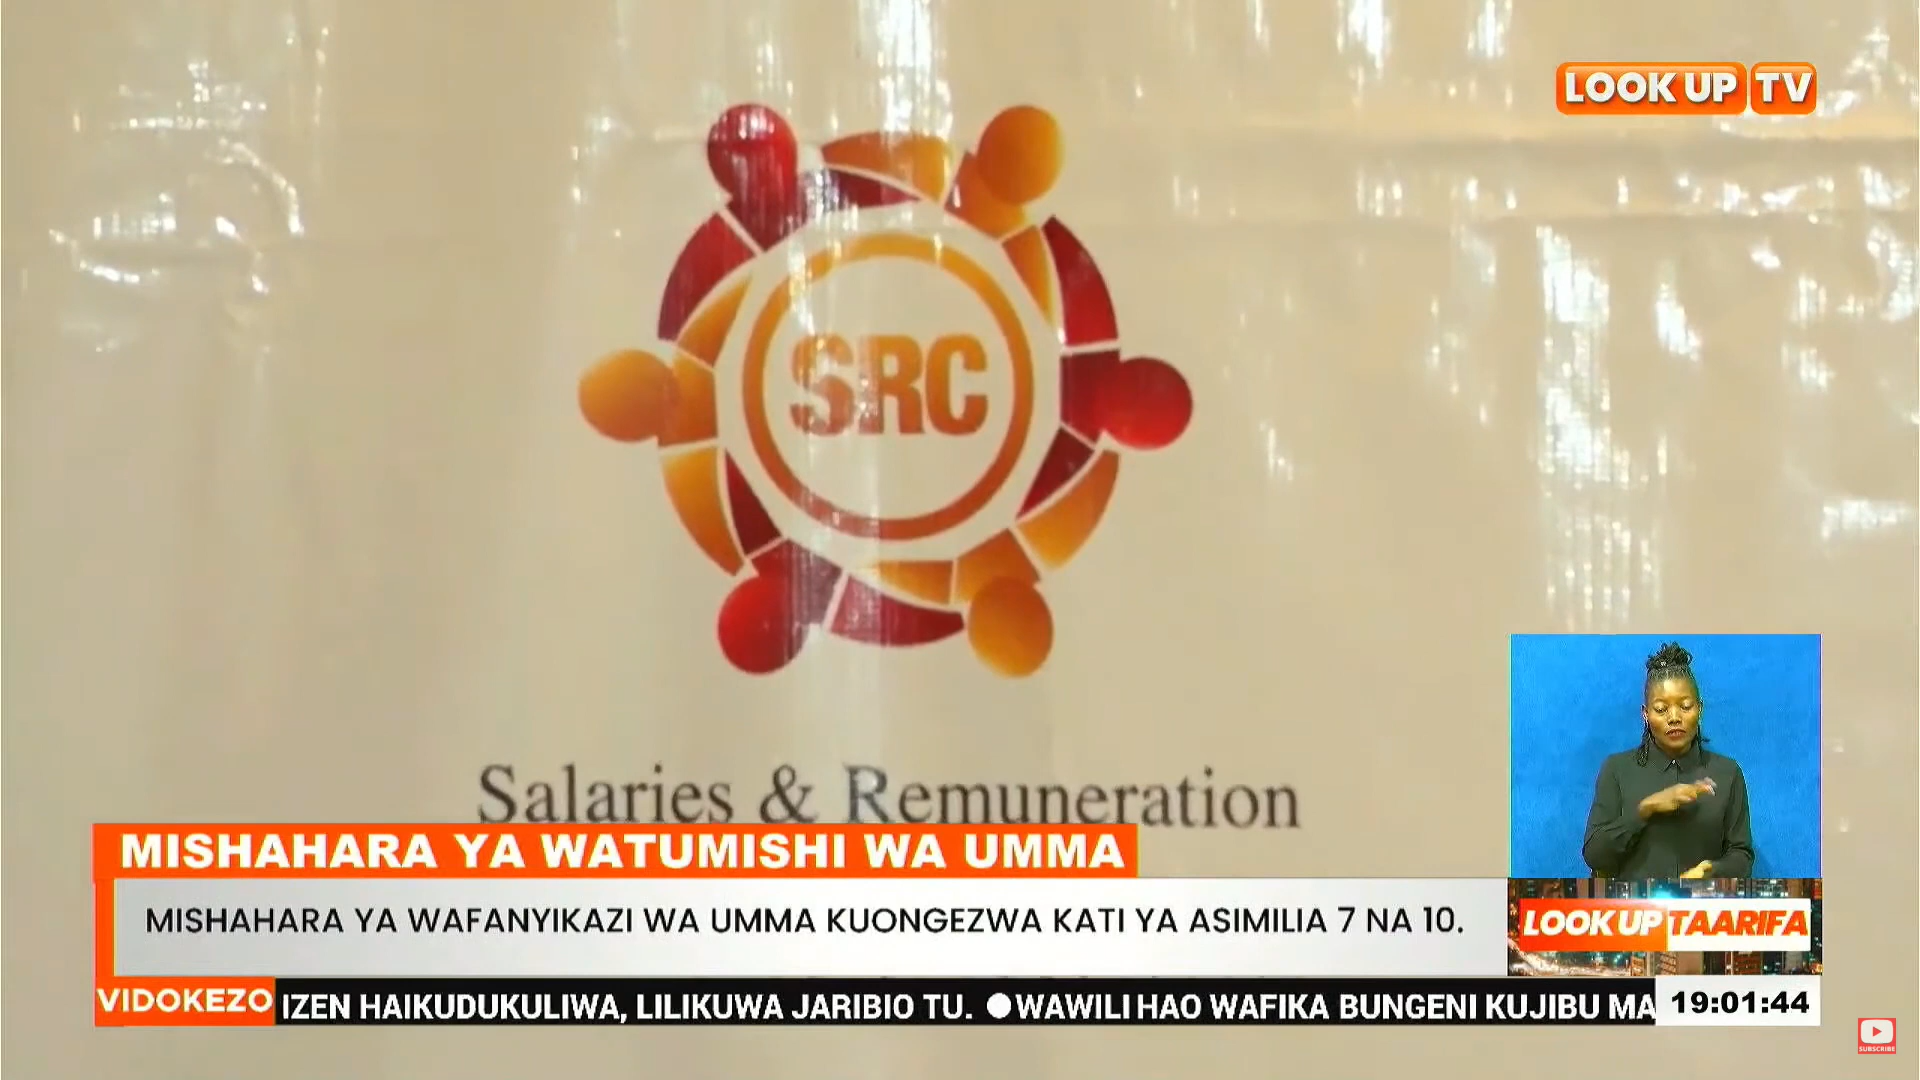 LOOK UP TV
SRC
Salaries & Remuneration
MISHAHARA YA WATUMISHI WA UMMA
MISHAHARA YA WAFANYIKAZI WA UMMA KUONGEZWA KATI YA ASIMILIA 7 NA 10.
LOOK UP TAARIFA
VIDOKEZO IZEN HAIKUDUKULIWA, LILIKUWA JARIBIO TU. ●WAWILI HAO WAFIKA BUNGENI KUJIBU MA 19:01:44
SUBSCRIBE